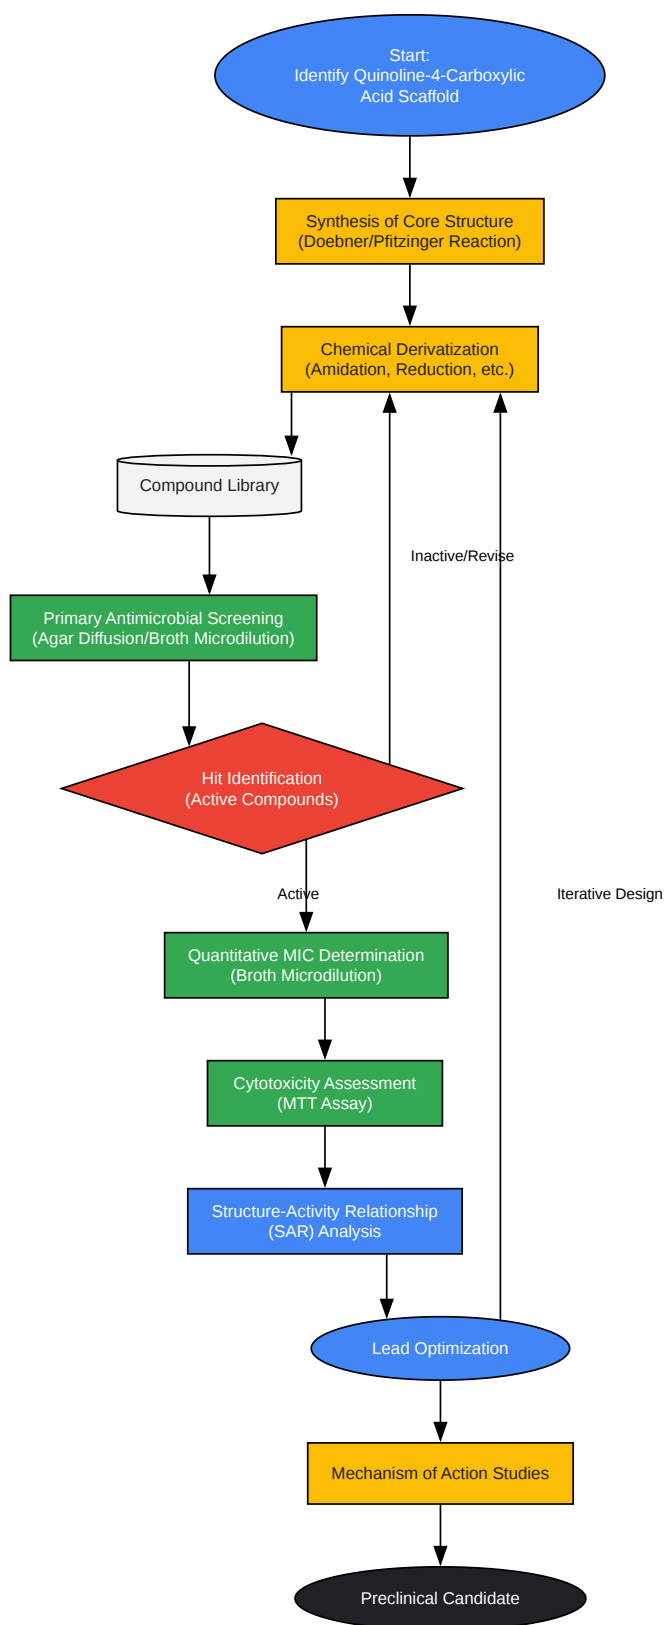 Start:
Identify Quinoline-4-Carboxylic
Acid Scaffold
Synthesis of Core Structure
(Doebner/Pfitzinger Reaction)
Chemical Derivatization
(Amidation, Reduction, etc.)
Compound Library
Inactive/Revise
Primary Antimicrobial Screening
(Agar Diffusion/Broth Microdilution)
Hit Identification
(Active Compounds)
Active
Iterative Design
Quantitative MIC Determination
(Broth Microdilution)
Cytotoxicity Assessment
(MTT Assay)
Structure-Activity Relationship
(SAR) Analysis
Lead Optimization
Mechanism of Action Studies
Preclinical Candidate